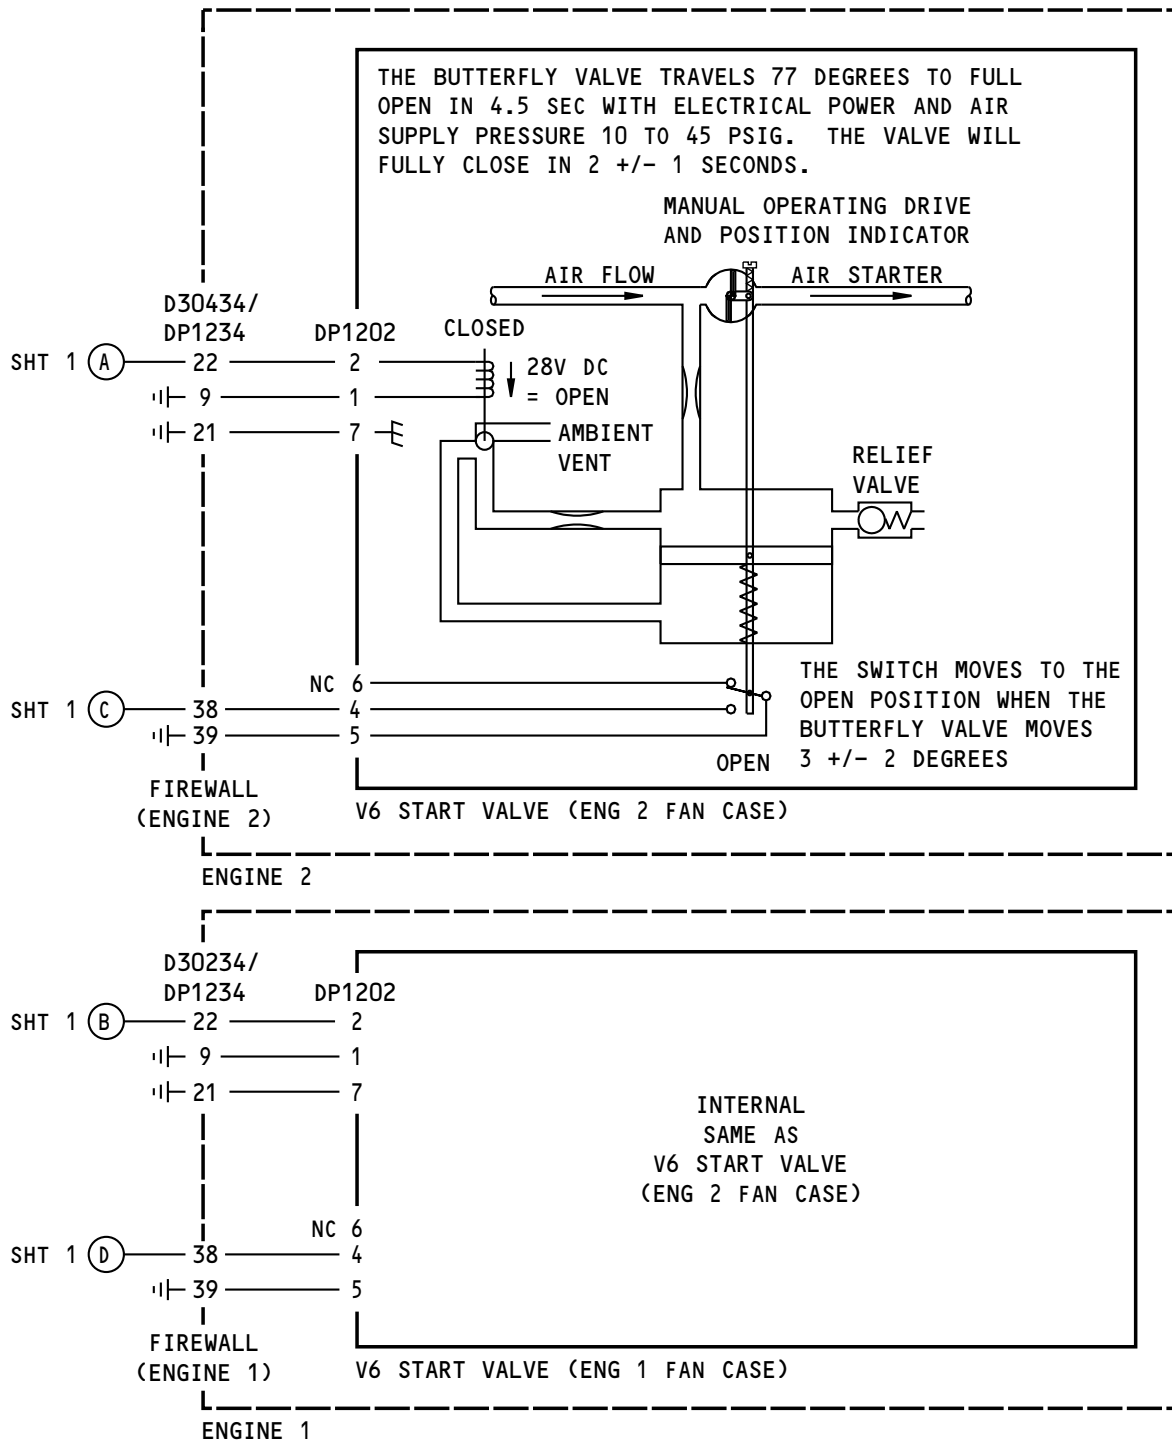 THE BUTTERFLY VALVE TRAVELS 77 DEGREES TO FULL
OPEN IN 4.5 SEC WITH ELECTRICAL POWER AND AIR
SUPPLY PRESSURE 10 TO 45 PSIG. THE VALVE WILL
FULLY CLOSE IN 2 +/- 1 SECONDS.
MANUAL OPERATING DRIVE
AND POSITION INDICATOR
AIR FLOW
AIR STARTER
D30434/
DP1234
DP1202
CLOSED
SHT 1 A 22 2
28V DC
= OPEN
9 1
21 7
AMBIENT
VENT
RELIEF
VALVE
NC 6
SHT 1 C 38 4
39 5
THE SWITCH MOVES TO THE
OPEN POSITION WHEN THE
BUTTERFLY VALVE MOVES
3 +/- 2 DEGREES
OPEN
FIREWALL
(ENGINE 2)
V6 START VALVE (ENG 2 FAN CASE)
ENGINE 2
D30234/
DP1234
DP1202
SHT 1 B 22 2
9 1
21 7
INTERNAL
SAME AS
V6 START VALVE
(ENG 2 FAN CASE)
NC 6
SHT 1 D 38 4
39 5
FIREWALL
(ENGINE 1)
V6 START VALVE (ENG 1 FAN CASE)
ENGINE 1